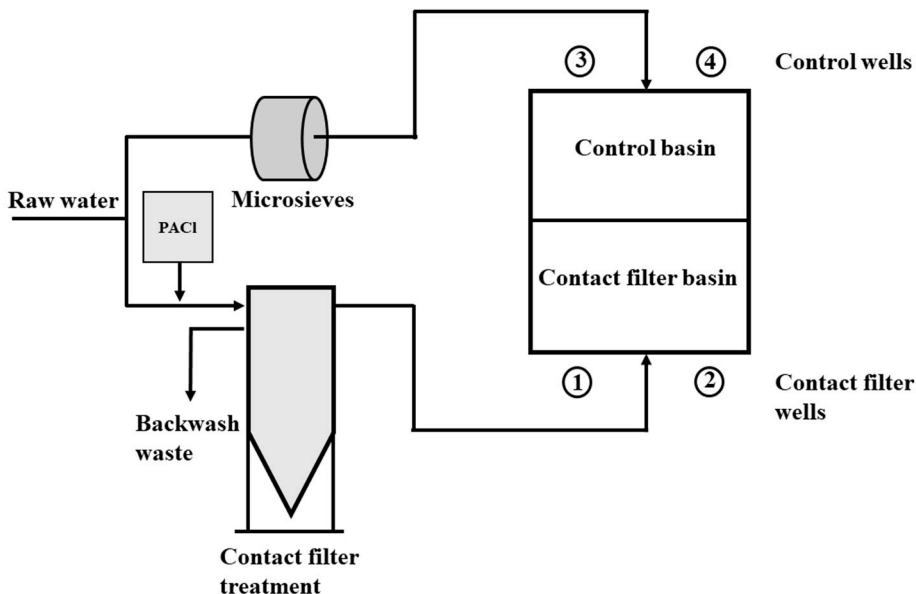 ③
④
Control wells
Control basin
Microsieves
Raw water
PACl
Contact filter basin
①
②
Contact filter
wells
Backwash
waste
Contact filter
treatment